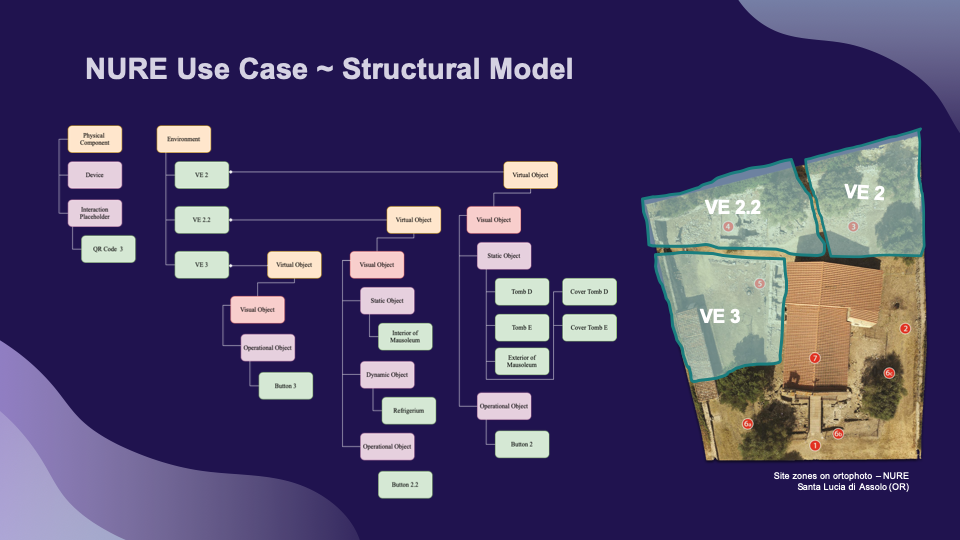 NURE Use Case ~ Structural Model
Physical
Component
Device
Interaction
Placeholder
QR Code 3
Environment
VE 2
VE 2.2
VE 3
Virtual Object
Visual Object
Operational Object
Button 3
Virtual Object
Visual Object
Static Object
Interior of
Mausoleum
Dynamic Object
Refrigerium
Operational Object
Button 2.2
Virtual Object
Visual Object
Static Object
Tomb D
Cover Tomb D
Tomb E
Cover Tomb E
Exterior of
Mausoleum
Operational Object
Button 2
VE 2.2
VE 2
4
3
5
VE 3
2
7
6c
6a
6b
1
Site zones on ortophoto – NURE
Santa Lucia di Assolo (OR)